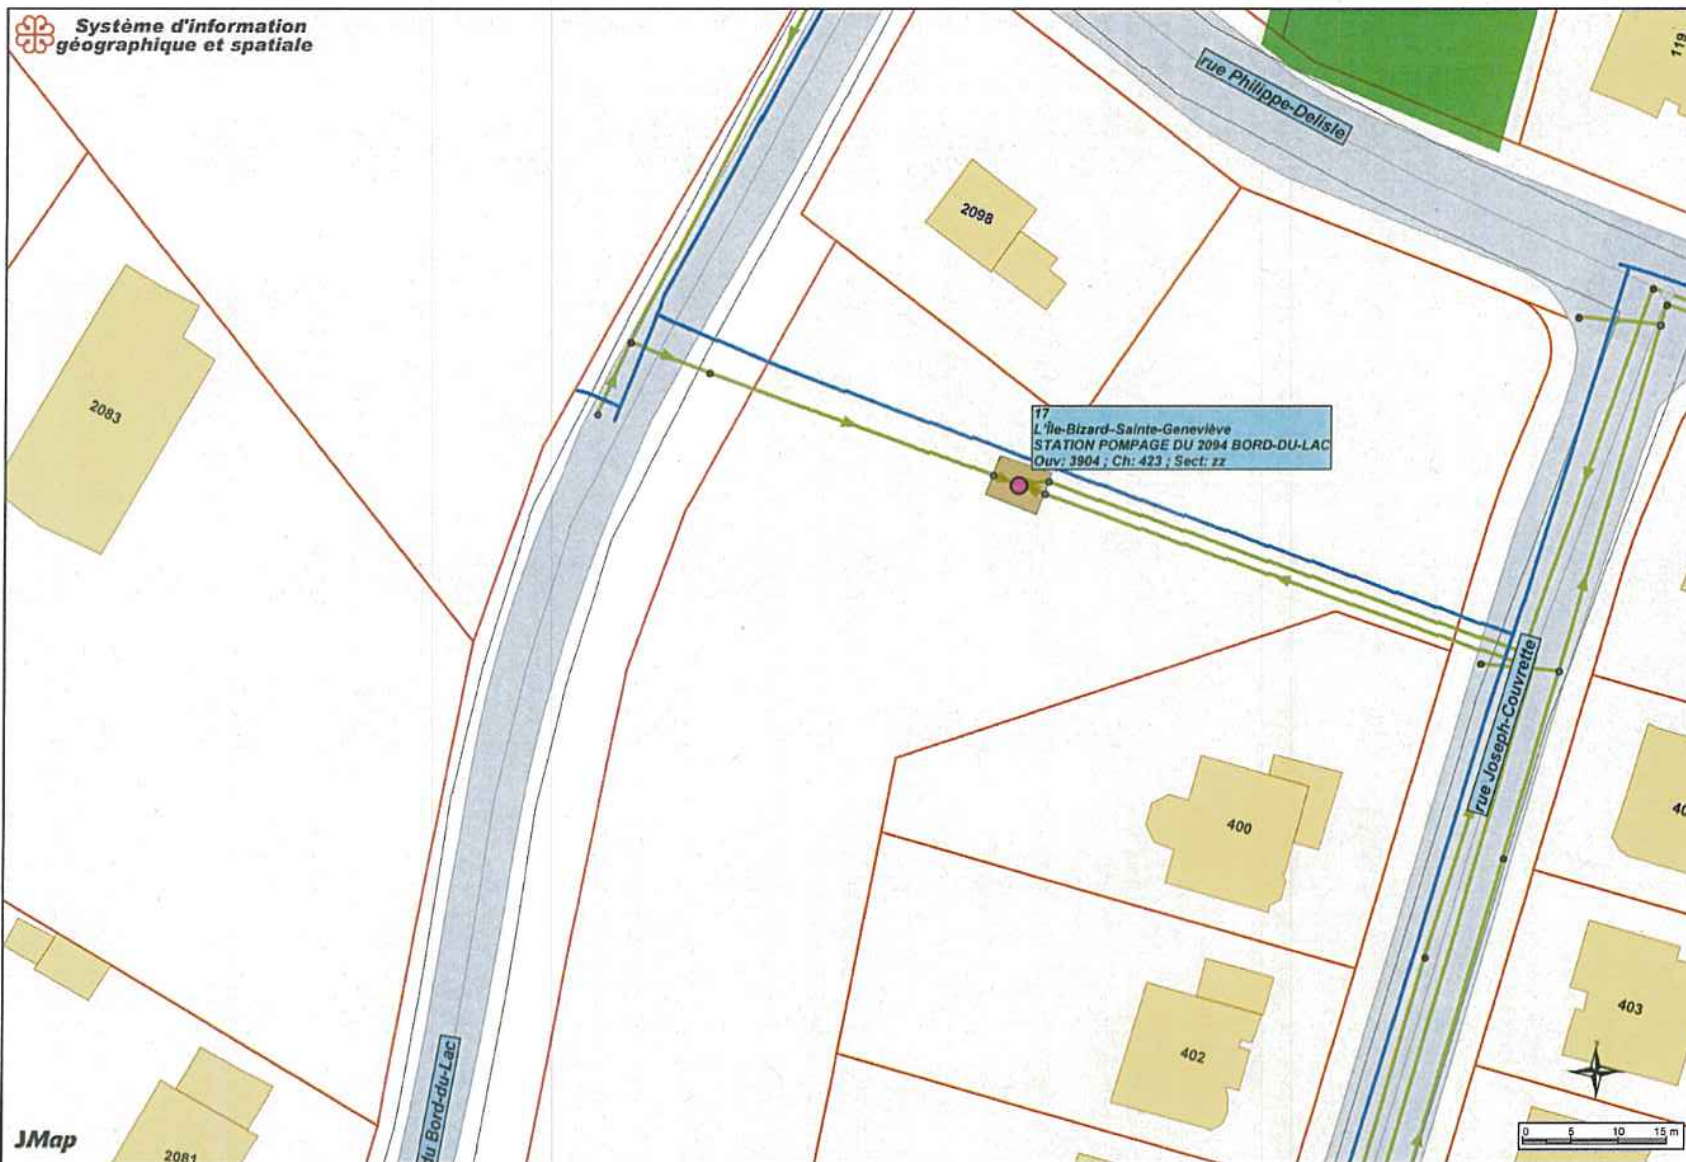 Système d'information
géographique et spatiale
rue Philippe-Delisle
119
2098
2083
17
L'Île-Bizard-Sainte-Geneviève
STATION POMPAGE DU 2094 BORD-DU-LAC
Ouv: 3904 ; Ch: 423 ; Sect: zz
rue Joseph-Couvrette
400
40
403
402
du Bord-du-Lac
2081
JMap
0 5 10 15 m